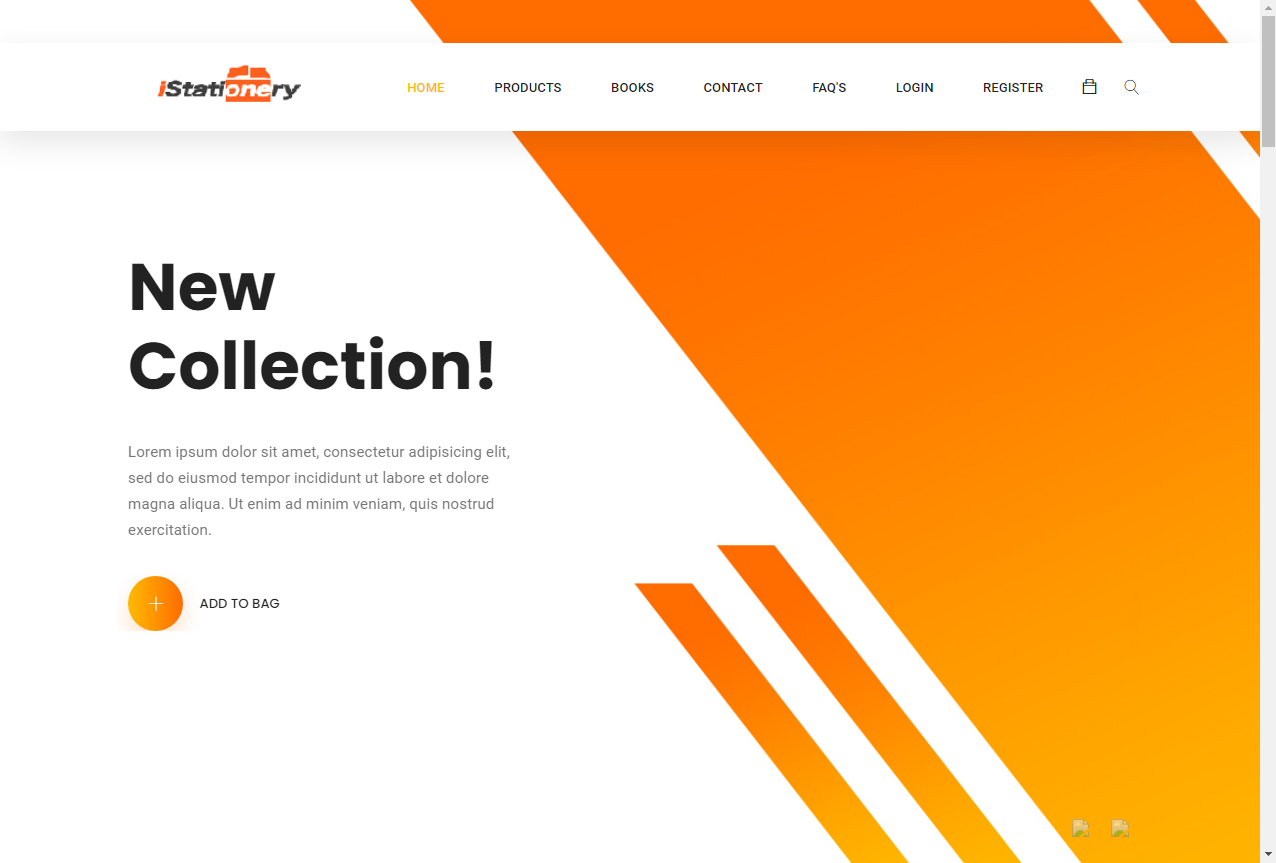 iStationery
HOME PRODUCTS BOOKS CONTACT FAQ'S LOGIN REGISTER
New
Collection!
Lorem ipsum dolor sit amet, consectetur adipisicing elit,
sed do eiusmod tempor incididunt ut labore et dolore
magna aliqua. Ut enim ad minim veniam, quis nostrud
exercitation.
ADD TO BAG